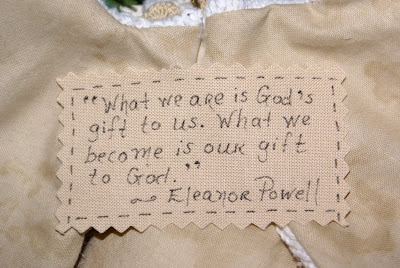 "What we are is God's
gift to us. What we
become is our gift
to God."
~ Eleanor Powell